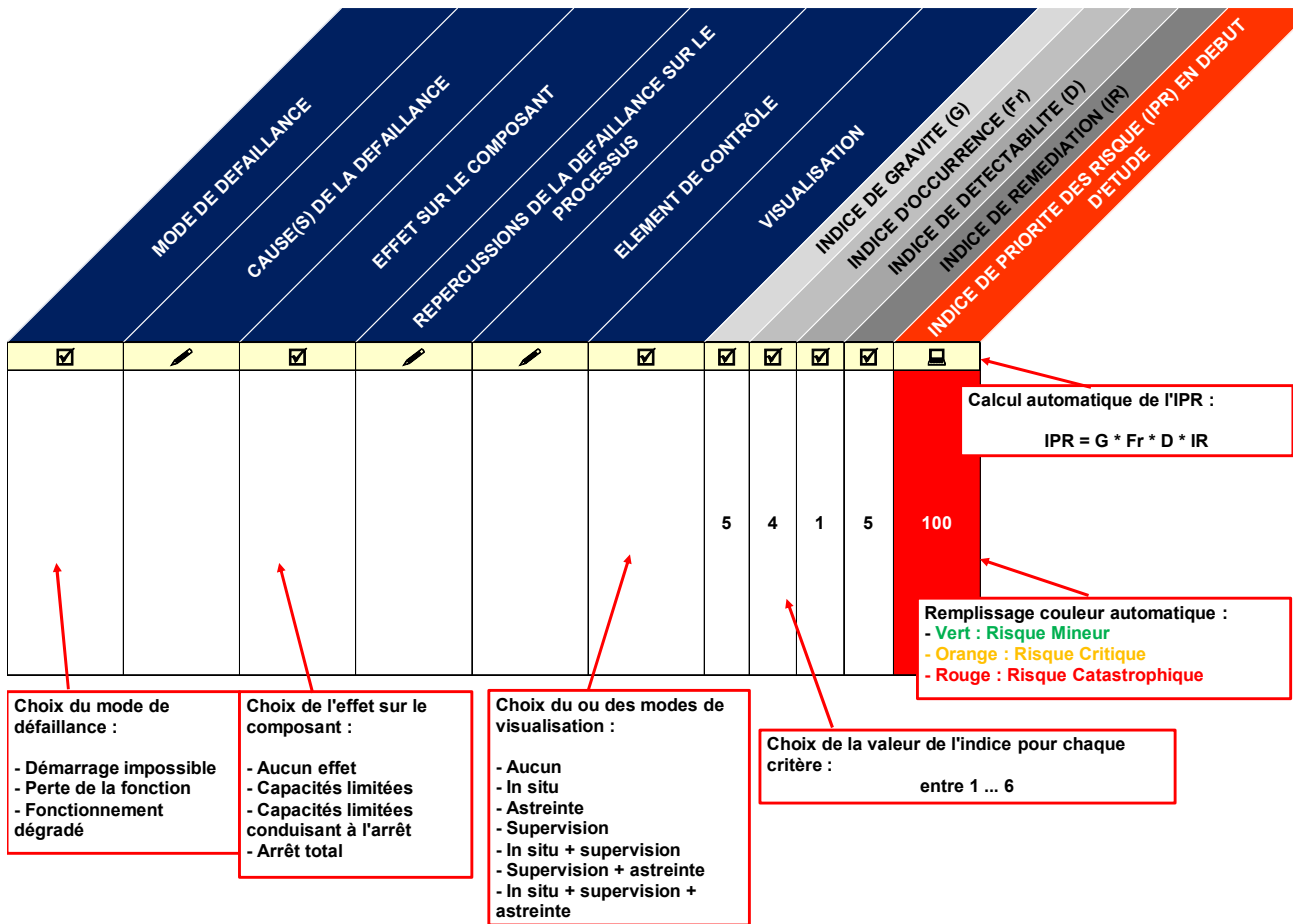 MODE DE DEFAILLANCE
CAUSE(S) DE LA DEFAILLANCE
EFFET SUR LE COMPOSANT
REPERCUSSIONS DE LA DEFAILLANCE SUR LE
PROCESSUS
ELEMENT DE CONTRÔLE
VISUALISATION
INDICE DE GRAVITE (G)
INDICE D'OCCURRENCE (Fr)
INDICE DE DETECTABILITE (D)
INDICE DE REMEDIATION (IR)
INDICE DE PRIORITE DES RISQUE (IPR) EN DEBUT
D'ETUDE
Calcul automatique de l'IPR :
IPR = G * Fr * D * IR
5 4 1 5 100
Remplissage couleur automatique :
- Vert : Risque Mineur
- Orange : Risque Critique
- Rouge : Risque Catastrophique
Choix du mode de
défaillance :
- Démarrage impossible
- Perte de la fonction
- Fonctionnement
dégradé
Choix de l'effet sur le
composant :
- Aucun effet
- Capacités limitées
- Capacités limitées
conduisant à l'arrêt
- Arrêt total
Choix du ou des modes de
visualisation :
- Aucun
- In situ
- Astreinte
- Supervision
- In situ + supervision
- Supervision + astreinte
- In situ + supervision +
astreinte
Choix de la valeur de l'indice pour chaque
critère :
entre 1 ... 6